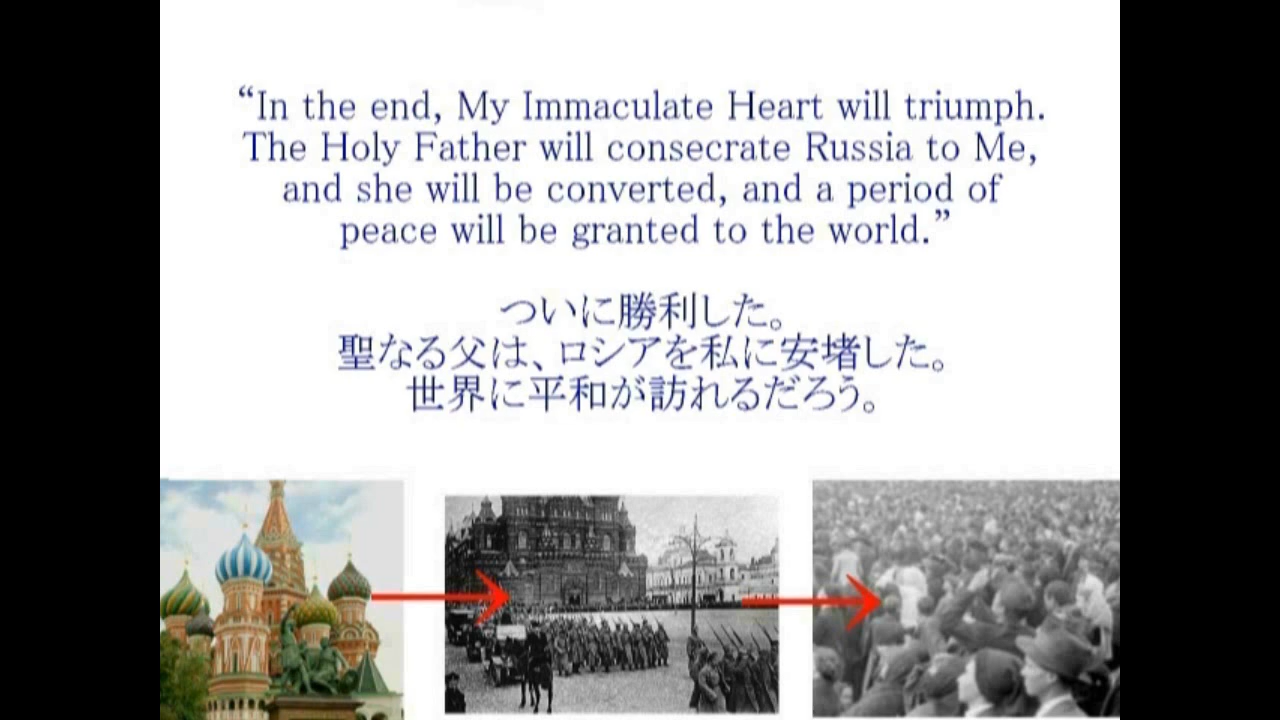 “In the end, My Immaculate Heart will triumph.
The Holy Father will consecrate Russia to Me,
and she will be converted, and a period of
peace will be granted to the world.”
ついに勝利した。
聖なる父は、ロシアを私に安堵した。
世界に平和が訪れるだろう。